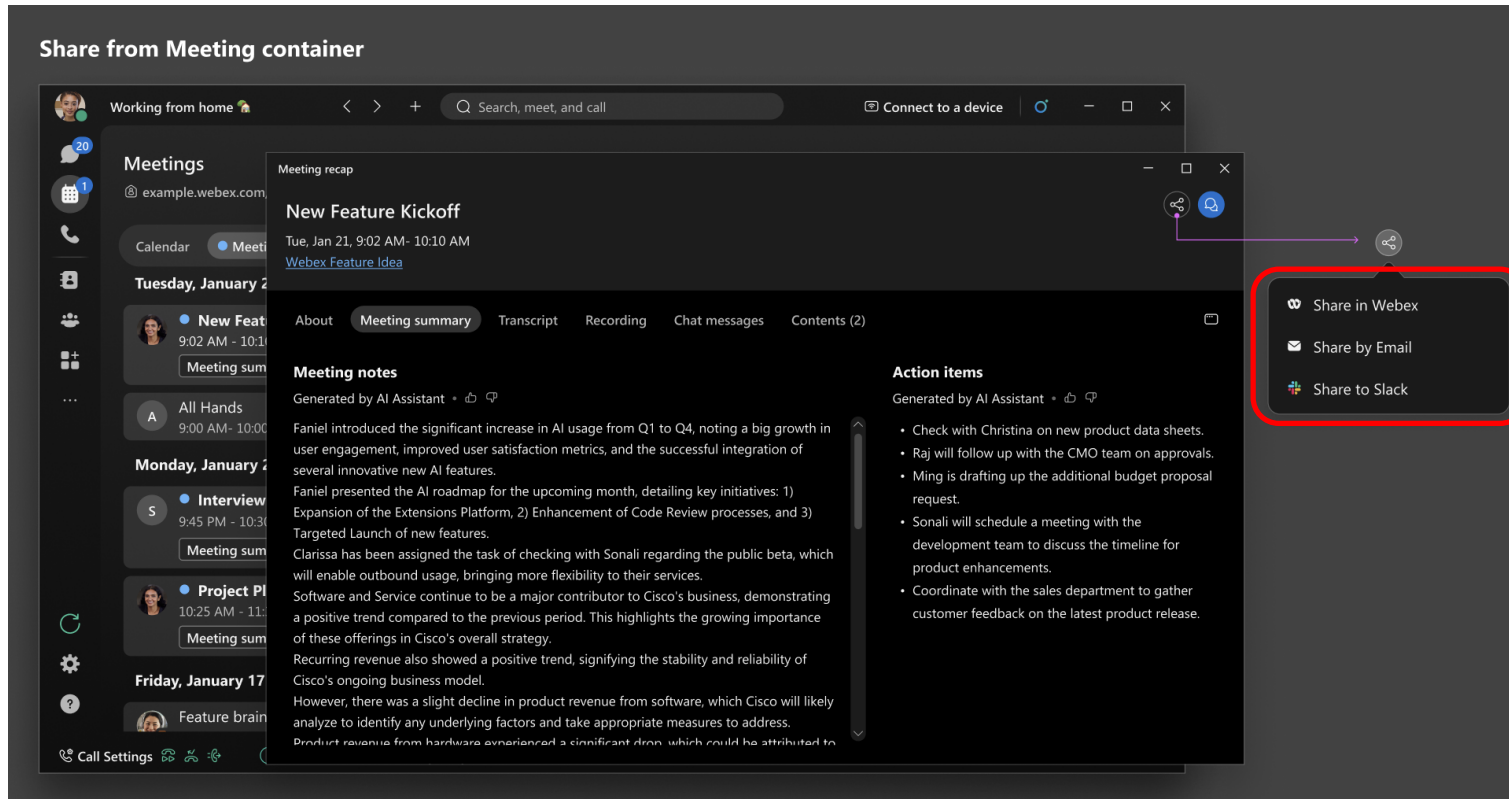 Share from Meeting container
Working from home
Search, meet, and call
Connect to a device
20
1
Meetings
example.webex.com
Calendar
Tuesday, January
9:02 AM -
Meeting
A
All Hands
9:00 AM- 10:00
Monday, January
S
Interview
9:45 PM -
Meeting
Project
10:25 AM -
Meeting
Friday, January 17
Feature
Call Settings
Meeting recap
New Feature Kickoff
Tue, Jan 21, 9:02 AM- 10:10 AM
Webex Feature Idea
About
Meeting summary
Transcript
Recording
Chat messages
Contents (2)
Meeting notes
Generated by AI Assistant •
Faniel introduced the significant increase in AI usage from Q1 to Q4, noting a big growth in
user engagement, improved user satisfaction metrics, and the successful integration of
several innovative new AI features.
Faniel presented the AI roadmap for the upcoming month, detailing key initiatives: 1)
Expansion of the Extensions Platform, 2) Enhancement of Code Review processes, and 3)
Targeted Launch of new features.
Clarissa has been assigned the task of checking with Sonali regarding the public beta, which
will enable outbound usage, bringing more flexibility to their services.
Software and Service continue to be a major contributor to Cisco's business, demonstrating
a positive trend compared to the previous period. This highlights the growing importance
of these offerings in Cisco's overall strategy.
Recurring revenue also showed a positive trend, signifying the stability and reliability of
Cisco's ongoing business model.
However, there was a slight decline in product revenue from software, which Cisco will likely
analyze to identify any underlying factors and take appropriate measures to address.
Product revenue from hardware experienced a significant drop, which could be attributed to
Action items
Generated by AI Assistant •
• Check with Christina on new product data sheets.
• Raj will follow up with the CMO team on approvals.
• Ming is drafting up the additional budget proposal
request.
• Sonali will schedule a meeting with the
development team to discuss the timeline for
product enhancements.
• Coordinate with the sales department to gather
customer feedback on the latest product release.
Share in Webex
Share by Email
Share to Slack